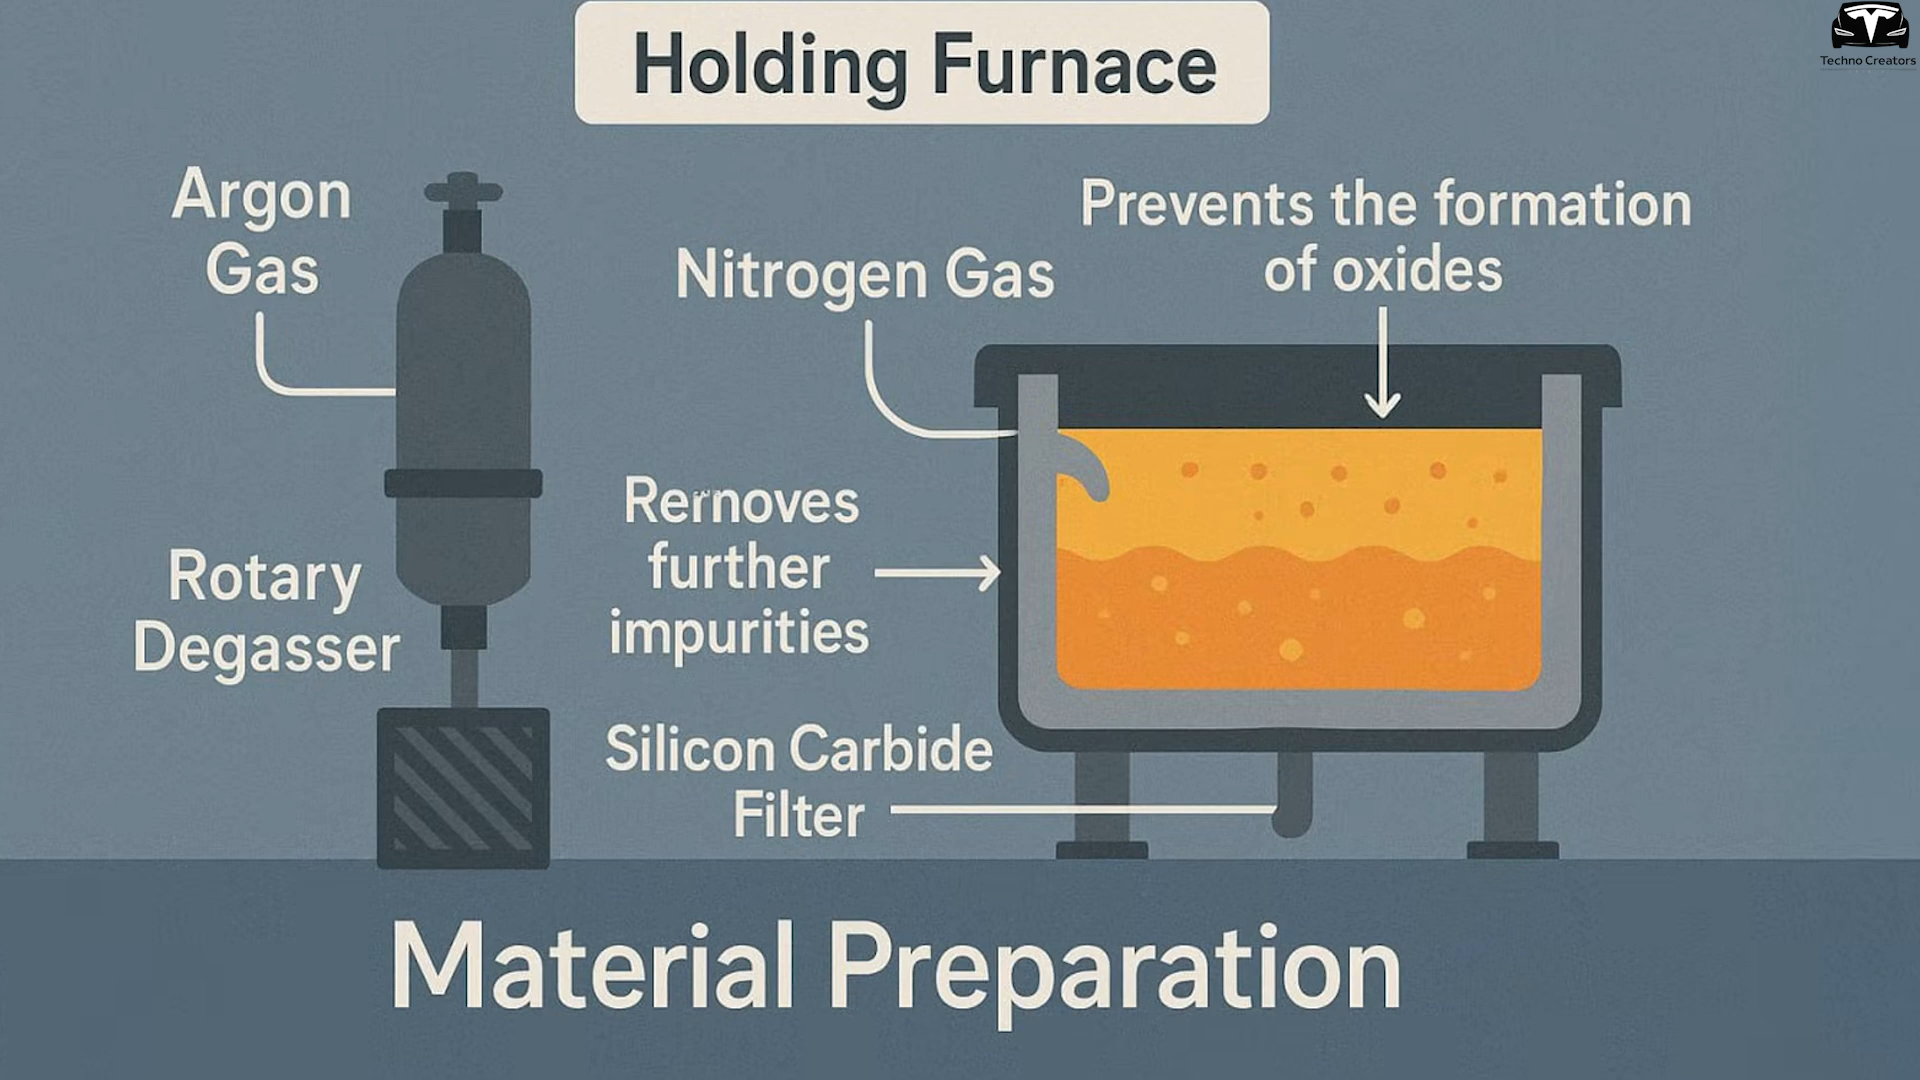 Holding Furnace
Techno Creators
Argon
Gas
Nitrogen Gas
Prevents the formation
of oxides
Removes
further
impurities
Rotary
Degasser
Silicon Carbide
Filter
Material Preparation